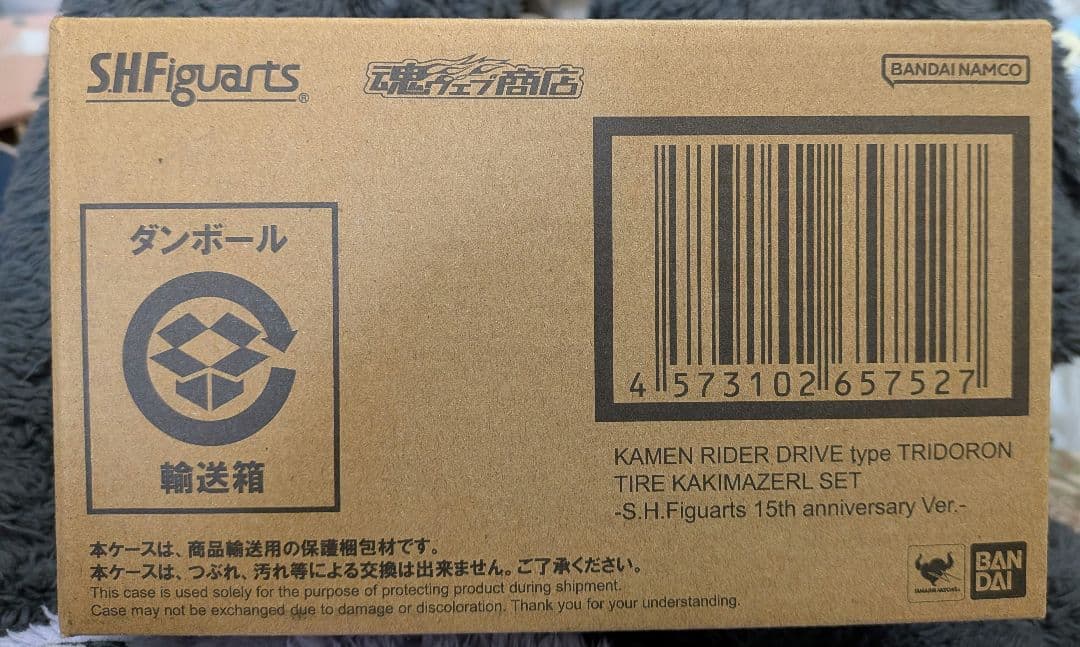 S.H.Figuarts®
魂ウェブ商店
BANDAI NAMCO
ダンボール
輸送箱
4 573102 657527
KAMEN RIDER DRIVE type TRIDORON
TIRE KAKIMAZERL SET
-S.H.Figuarts 15th anniversary Ver.-
本ケースは、商品輸送用の保護梱包材です。
本ケースは、つぶれ、汚れ等による交換は出来ません。ご了承ください。
This case is used solely for the purpose of protecting product during shipment.
Case may not be exchanged due to damage or discoloration. Thank you for your understanding.
TAMASHII NATIONS
BAN
DAI